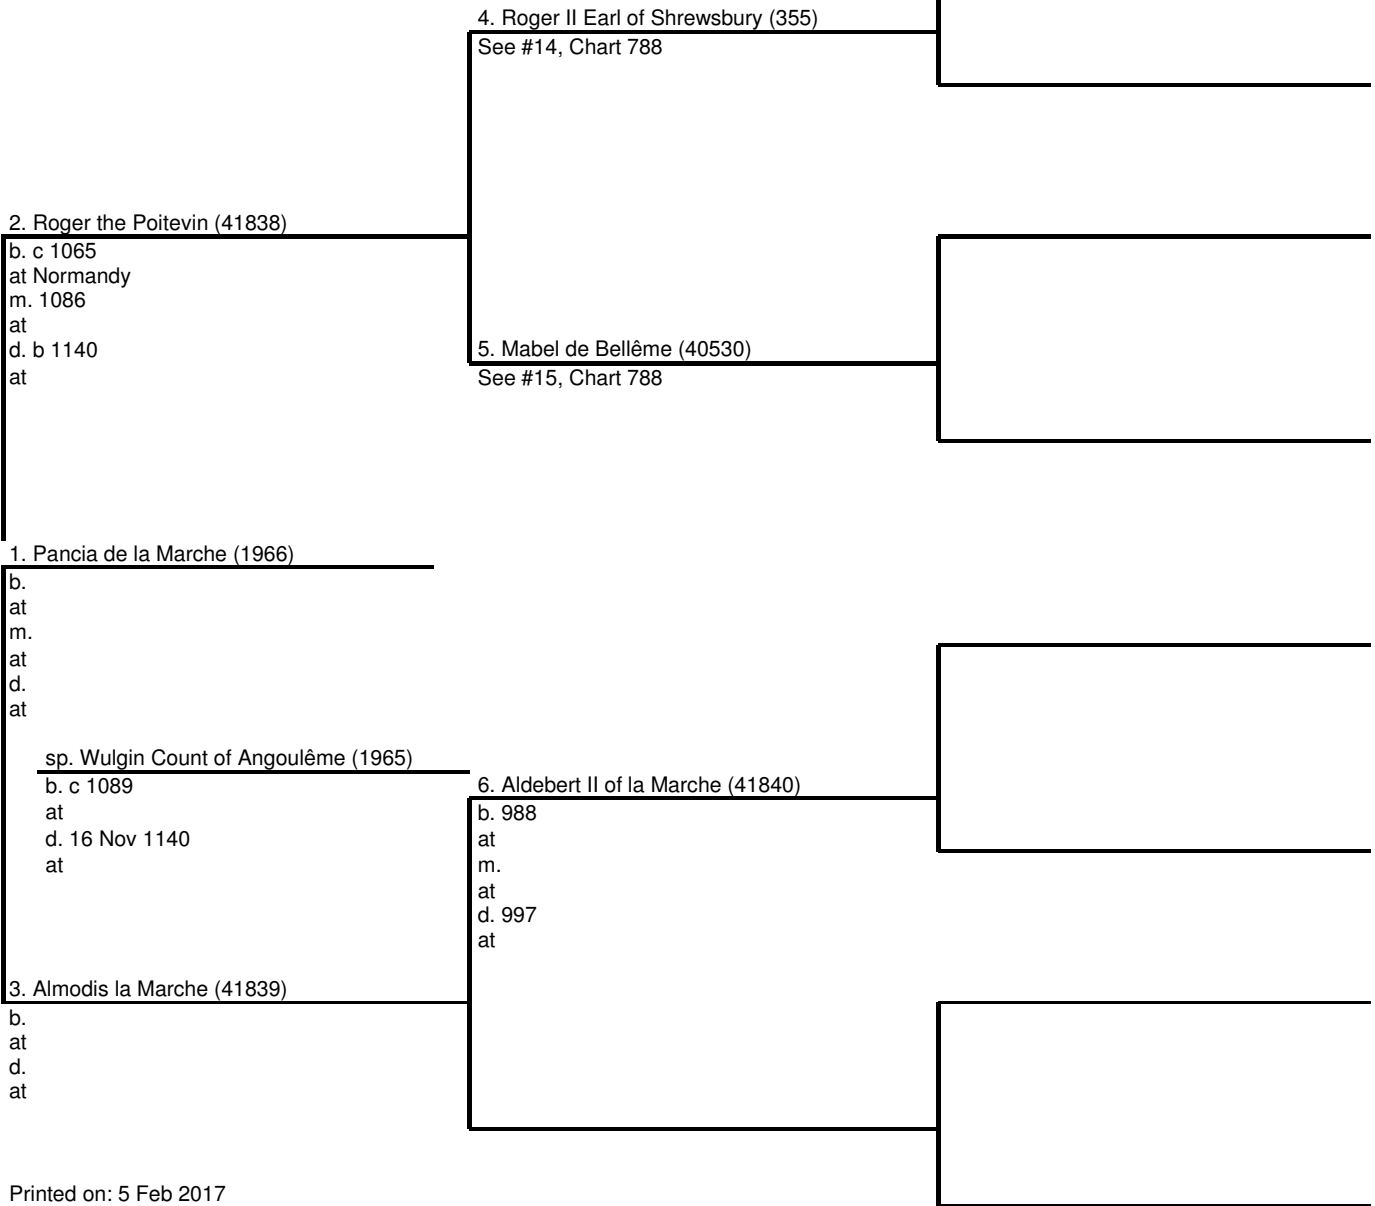 4. Roger II Earl of Shrewsbury (355)
See #14, Chart 788
2. Roger the Poitevin (41838)
b. c 1065
at Normandy
m. 1086
at
d. b 1140
at
5. Mabel de Bellême (40530)
See #15, Chart 788
1. Pancia de la Marche (1966)
b.
at
m.
at
d.
at
sp. Wulgin Count of Angoulême (1965)
b. c 1089
at
d. 16 Nov 1140
at
6. Aldebert II of la Marche (41840)
b. 988
at
m.
at
d. 997
at
3. Almodis la Marche (41839)
b.
at
d.
at
Printed on: 5 Feb 2017